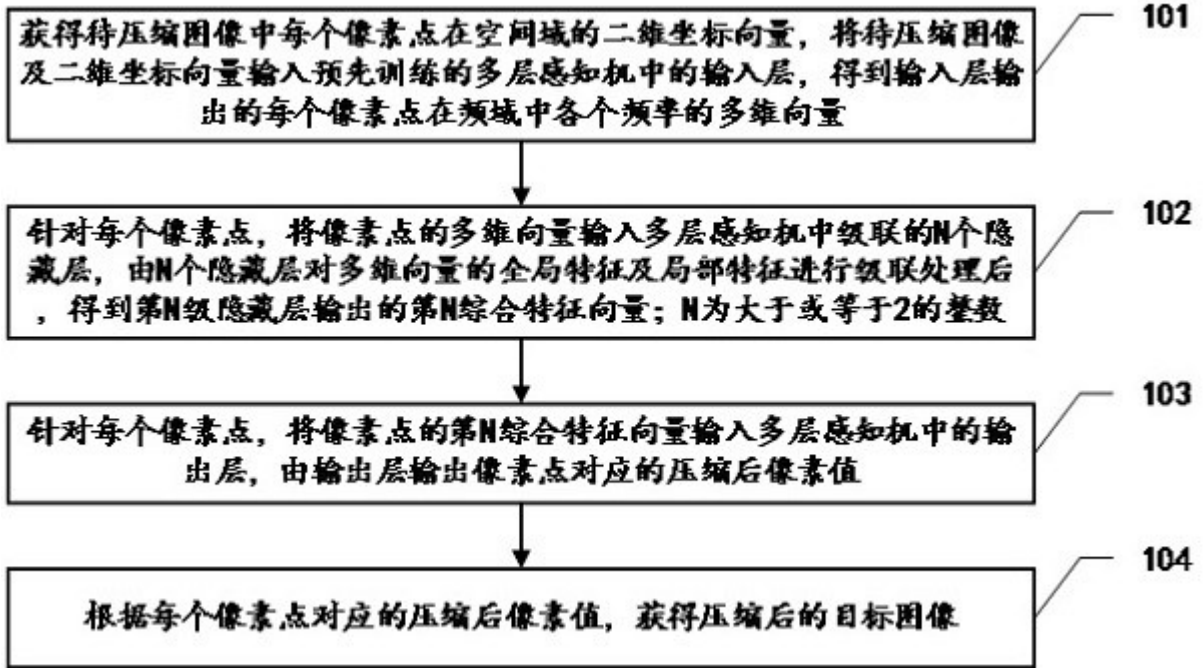 获得待压缩图像中每个像素点在空间域的二维坐标向量，将待压缩图像
及二维坐标向量输入预先训练的多层感知机中的输入层，得到输入层输
出的每个像素点在频域中各个频率的多维向量
101
针对每个像素点，将像素点的多维向量输入多层感知机中级联的N个隐
藏层，由N个隐藏层对多维向量的全局特征及局部特征进行级联处理后
，得到第N级隐藏层输出的第N综合特征向量；N为大于或等于2的整数
102
针对每个像素点，将像素点的第N综合特征向量输入多层感知机中的输
出层，由输出层输出像素点对应的压缩后像素值
103
根据每个像素点对应的压缩后像素值，获得压缩后的目标图像
104